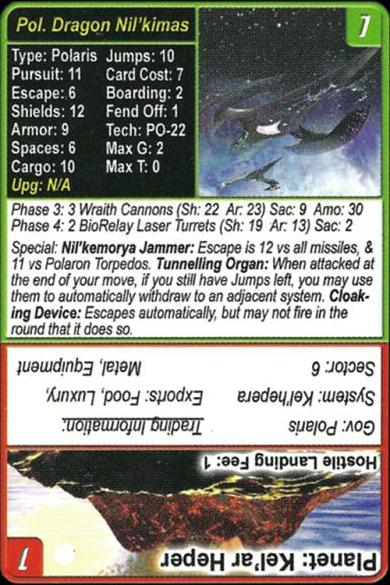 Pol. Dragon Nil'kimas
1
Type: Polaris Jumps: 10
Pursuit: 11 Card Cost: 7
Escape: 6 Boarding: 2
Shields: 12 Fend Off: 1
Armor: 9 Tech: PO-22
Spaces: 6 Max G: 2
Cargo: 10 Max T: 0
Upg: N/A
Phase 3: 3 Wraith Cannons (Sh: 22 Ar: 23) Sac: 9 Amo: 30
Phase 4: 2 BioRelay Laser Turrets (Sh: 19 Ar: 13) Sac: 2
Special: Nil'kemorya Jammer: Escape is 12 vs all missiles, &
11 vs Polaron Torpedos. Tunnelling Organ: When attacked at
the end of your move, if you still have Jumps left, you may use
them to automatically withdraw to an adjacent system. Cloak-
ing Device: Escapes automatically, but may not fire in the
round that it does so.
Planet: Kel'ar Heper
1
Hostile Landing Fee: 1
Gov: Polaris
System: Kel'hepera
Sector: 6
Trading Information:
Exports: Food, Luxury,
Metal, Equipment